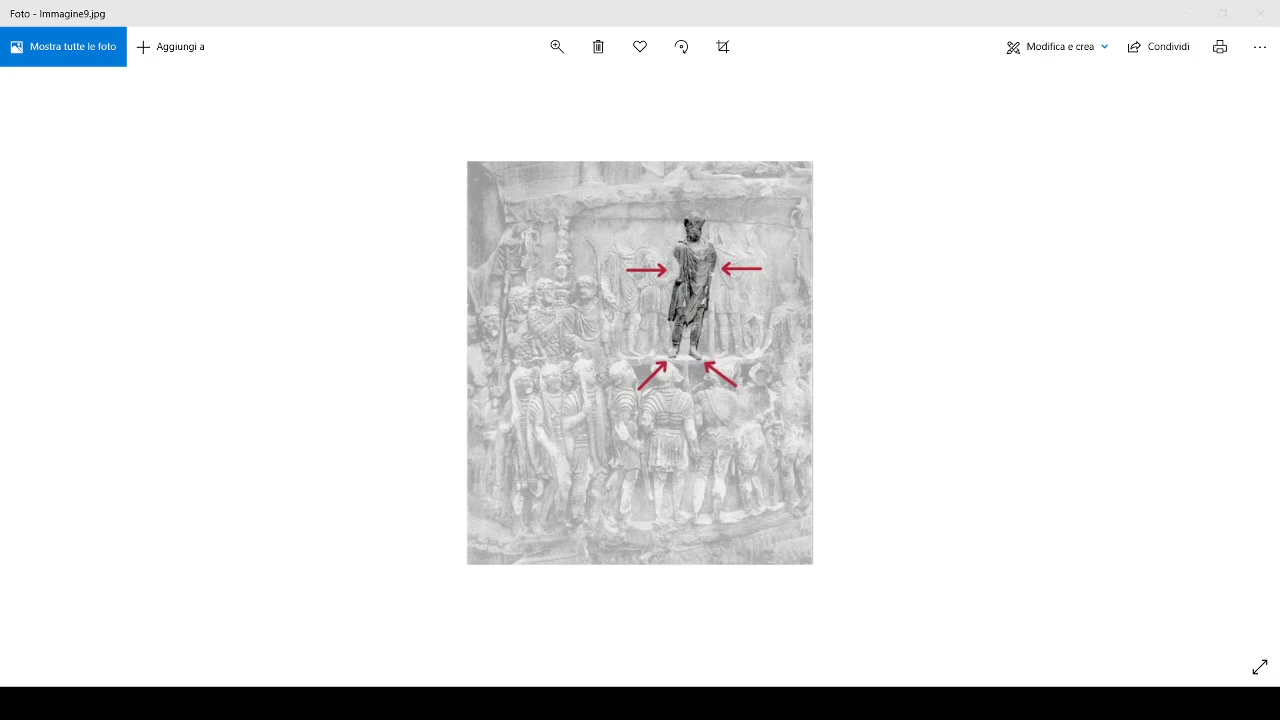 Foto - Immagine9.jpg
Mostra tutte le foto
Aggiungi a
Modifica e crea
Condividi